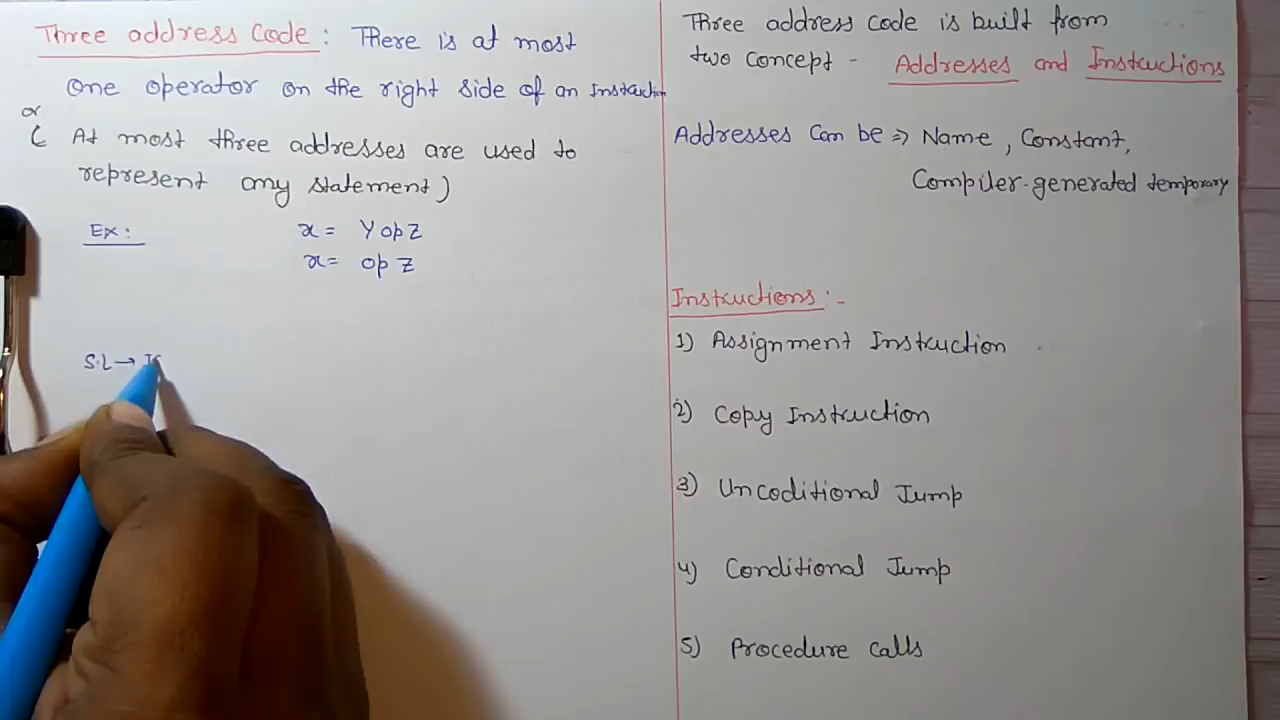 Three address Code : There is at most
one operator on the right side of an Instruction
or
( At most three addresses are used to
represent any statement )
Ex :
x = Y op Z
x = op Z
S.L →
Three address code is built from
two concept - Addresses and Instructions
Addresses Can be ⇒ Name , Constant,
Compiler-generated temporary
Instructions :-
1) Assignment Instruction
2) Copy Instruction
3) Uncoditional Jump
4) Conditional Jump
5) Procedure calls